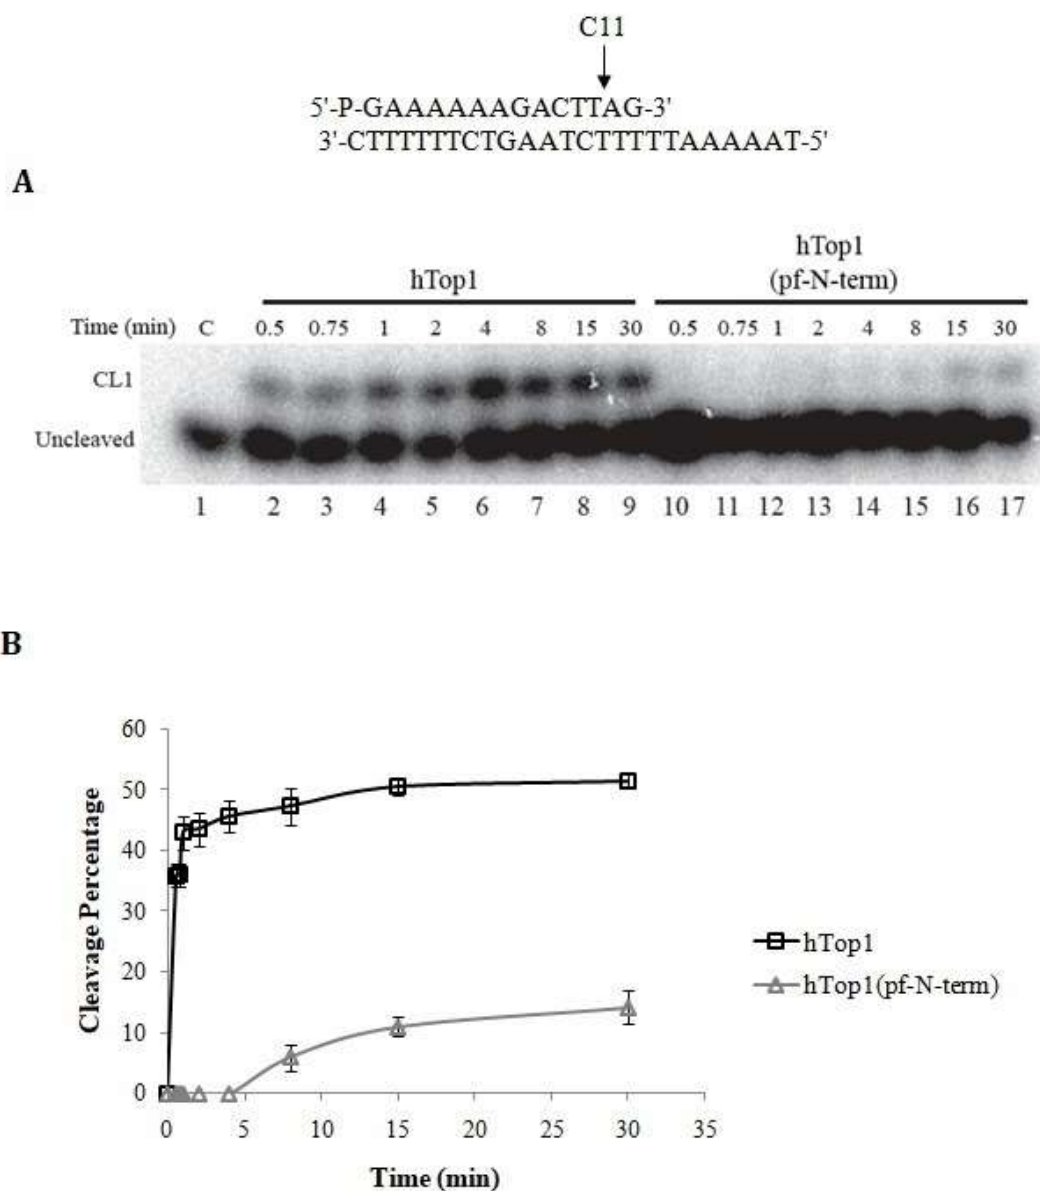 C11
5'-P-GAAAAAAGACTTAG-3'
3'-CTTTTTTCTGAATCTTTTTAAAAAT-5'
A
hTop1
hTop1
(pf-N-term)
Time (min) C 0.5 0.75 1 2 4 8 15 30 0.5 0.75 1 2 4 8 15 30
CL1
Uncleaved
1 2 3 4 5 6 7 8 9 10 11 12 13 14 15 16 17
B
60
50
40
30
20
10
0
Cleavage Percentage
0 5 10 15 20 25 30 35
Time (min)
hTop1
hTop1(pf-N-term)